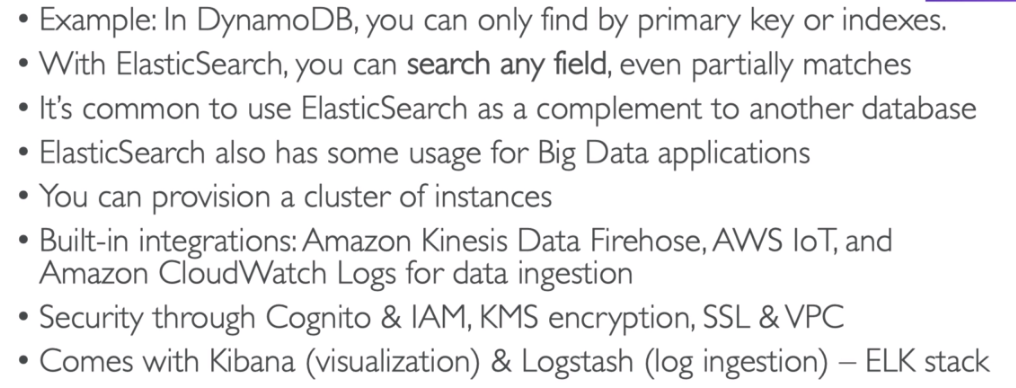 • Example: In DynamoDB, you can only find by primary key or indexes.
• With ElasticSearch, you can search any field, even partially matches
• It's common to use ElasticSearch as a complement to another database
• ElasticSearch also has some usage for Big Data applications
• You can provision a cluster of instances
• Built-in integrations: Amazon Kinesis Data Firehose, AWS IoT, and
Amazon CloudWatch Logs for data ingestion
• Security through Cognito & IAM, KMS encryption, SSL & VPC
• Comes with Kibana (visualization) & Logstash (log ingestion) – ELK stack